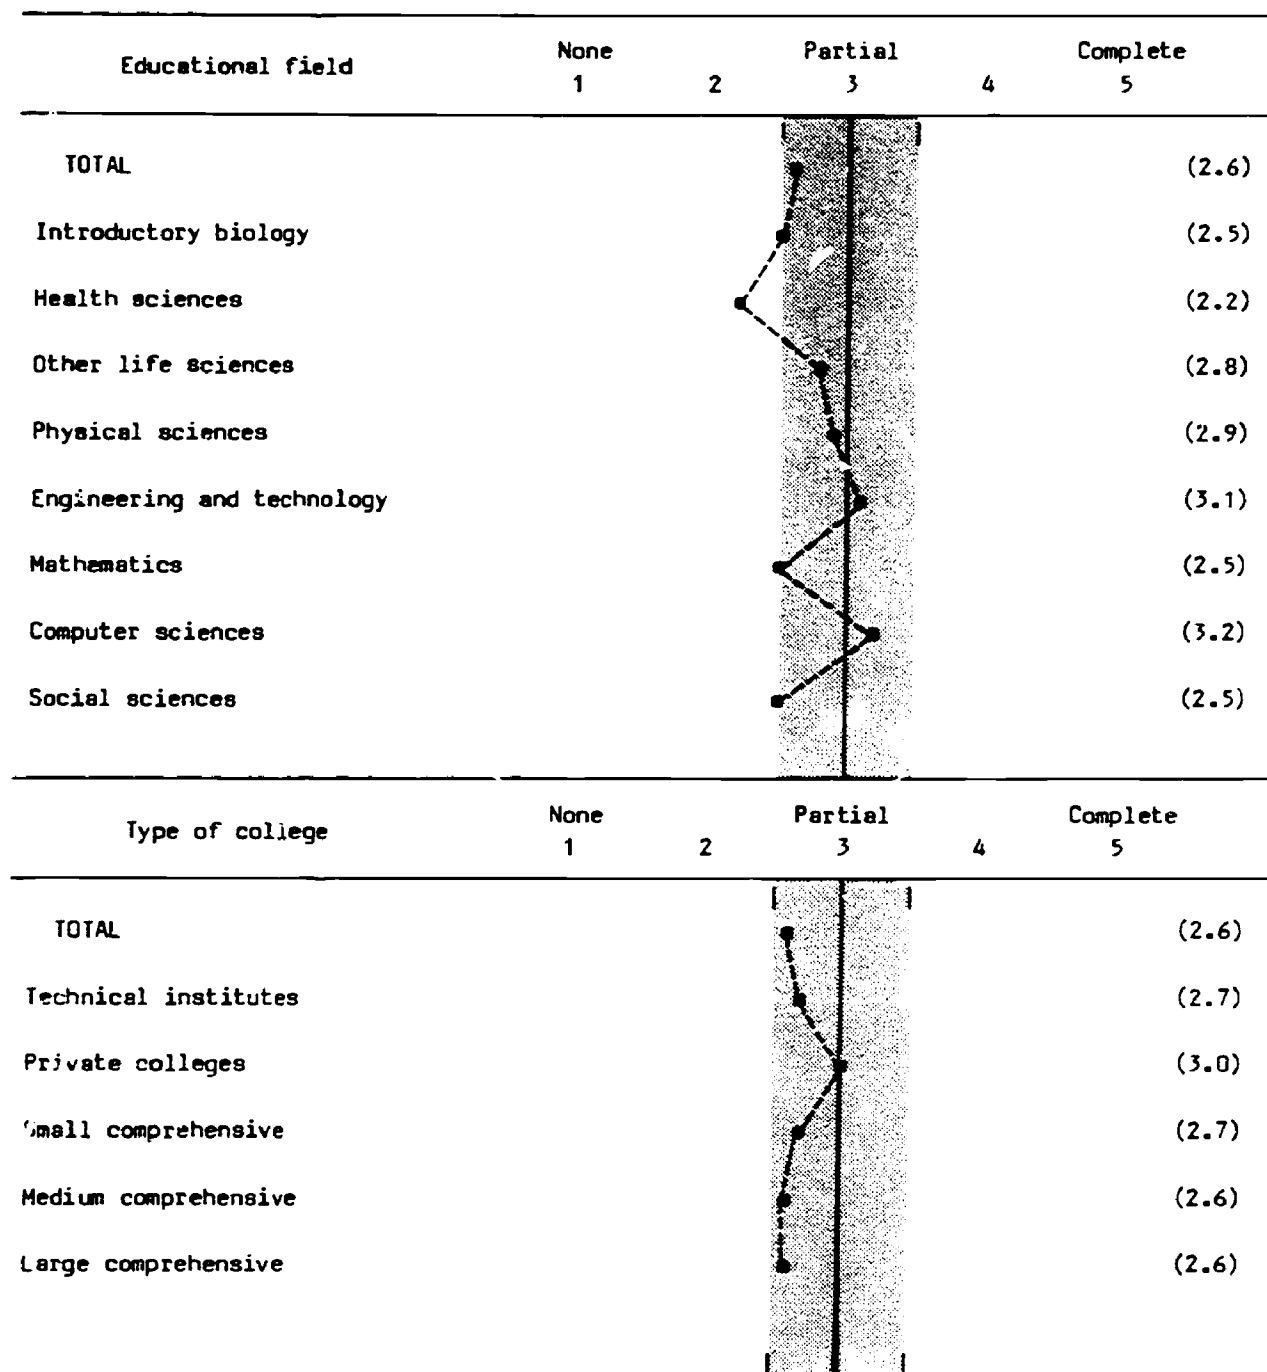 Educational field None Partial Complete
1 2 3 4 5
TOTAL (2.6)
Introductory biology (2.5)
Health sciences (2.2)
Other life sciences (2.8)
Physical sciences (2.9)
Engineering and technology (3.1)
Mathematics (2.5)
Computer sciences (3.2)
Social sciences (2.5)
Type of college None Partial Complete
1 2 3 4 5
TOTAL (2.6)
Technical institutes (2.7)
Private colleges (3.0)
Small comprehensive (2.7)
Medium comprehensive (2.6)
Large comprehensive (2.6)